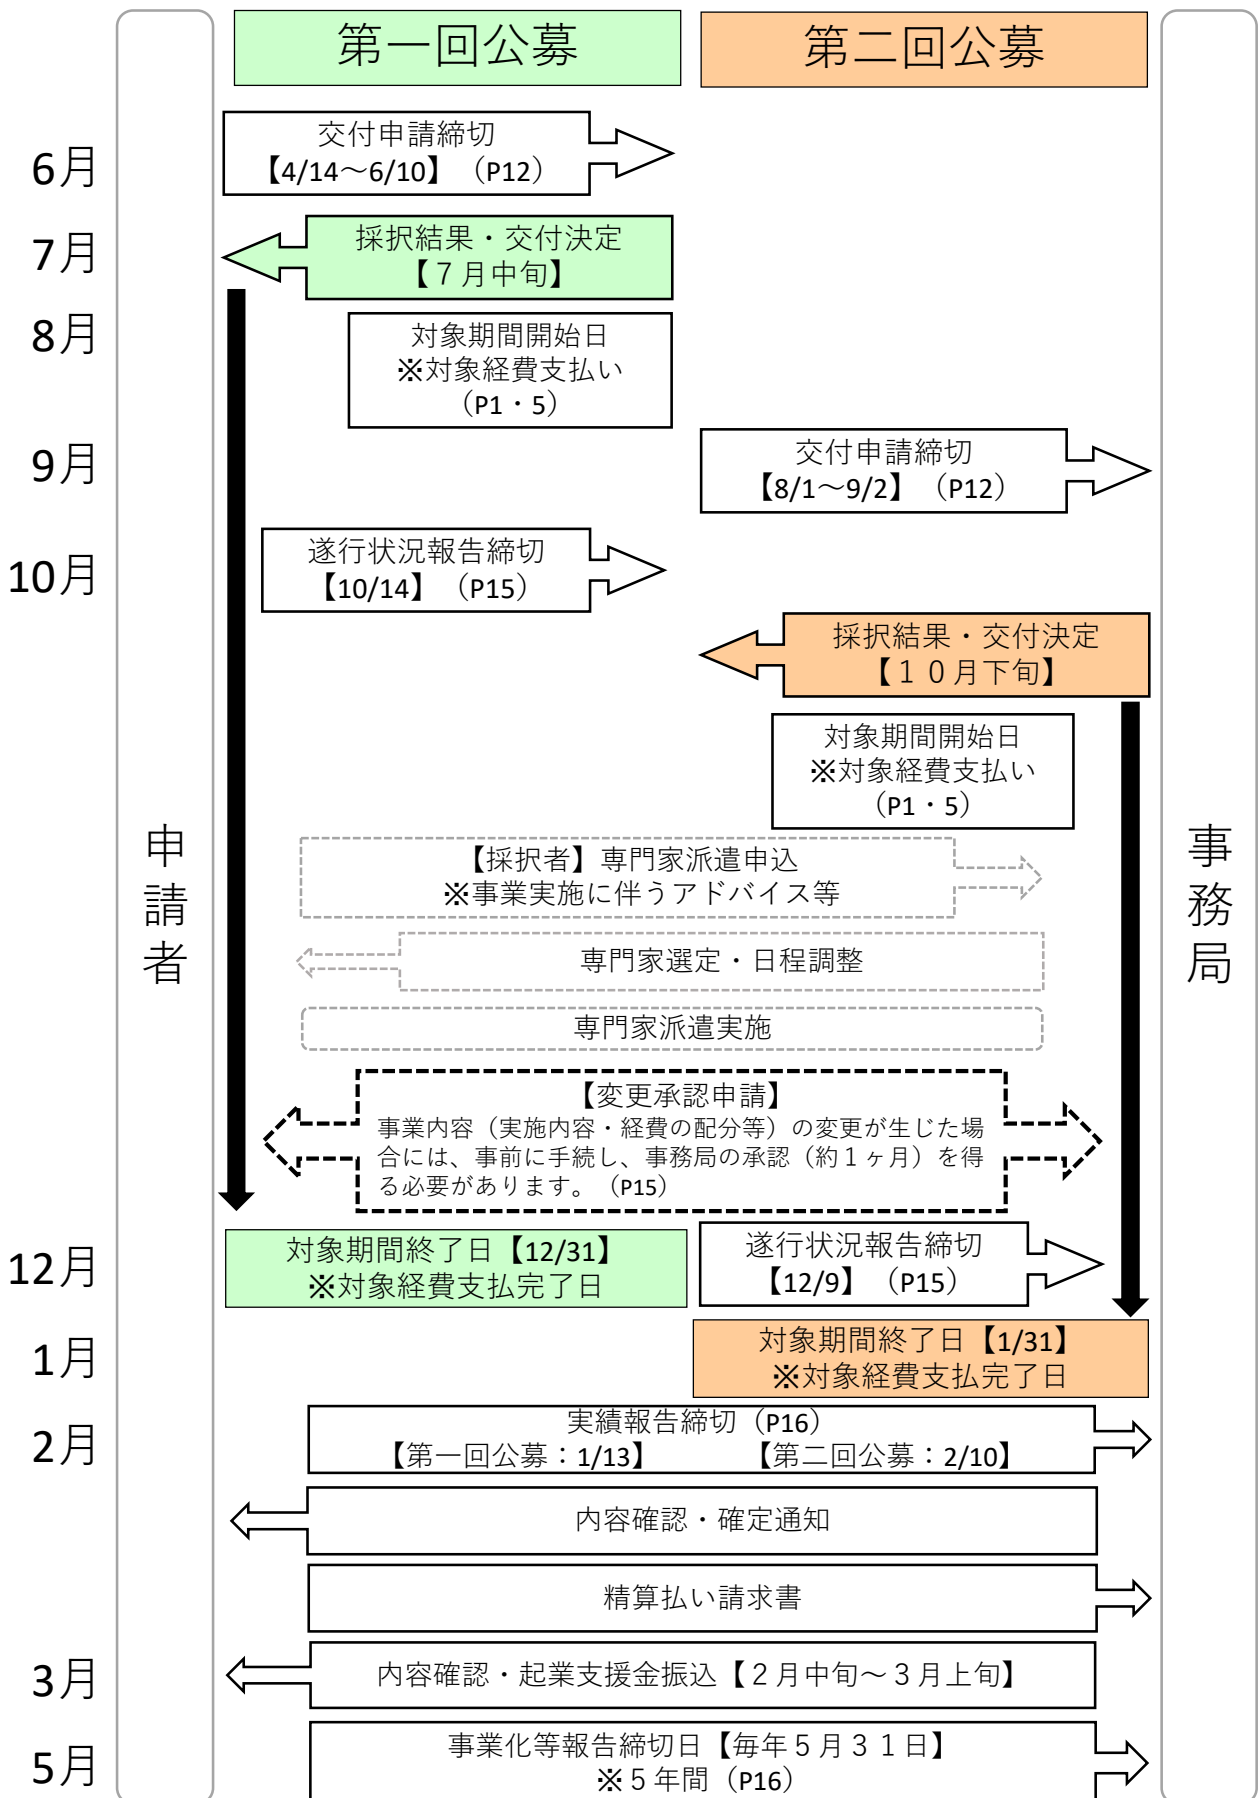 第一回公募
第二回公募
6月
交付申請締切
【4/14～6/10】（P12）
7月
採択結果・交付決定
【７月中旬】
8月
対象期間開始日
※対象経費支払い
（P1・5）
9月
交付申請締切
【8/1～9/2】（P12）
10月
遂行状況報告締切
【10/14】（P15）
採択結果・交付決定
【１０月下旬】
対象期間開始日
※対象経費支払い
（P1・5）
申請者
事務局
【採択者】専門家派遣申込
※事業実施に伴うアドバイス等
専門家選定・日程調整
専門家派遣実施
【変更承認申請】
事業内容（実施内容・経費の配分等）の変更が生じた場
合には、事前に手続し、事務局の承認（約１ヶ月）を得
る必要があります。（P15）
12月
対象期間終了日【12/31】
※対象経費支払完了日
遂行状況報告締切
【12/9】（P15）
1月
対象期間終了日【1/31】
※対象経費支払完了日
2月
実績報告締切（P16）
【第一回公募：1/13】　【第二回公募：2/10】
内容確認・確定通知
精算払い請求書
3月
内容確認・起業支援金振込【２月中旬～３月上旬】
5月
事業化等報告締切日【毎年５月３１日】
※５年間（P16）